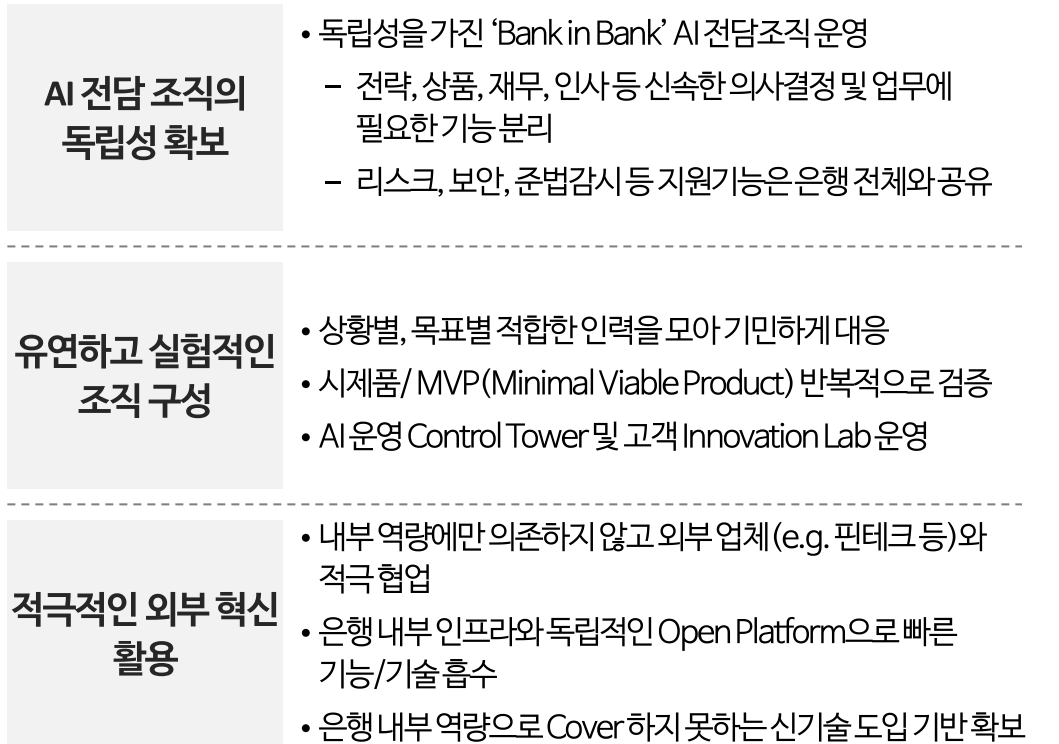 AI 전담 조직의
독립성 확보
• 독립성을 가진 ‘Bank in Bank’ AI 전담조직 운영
– 전략, 상품, 재무, 인사 등 신속한 의사결정 및 업무에
필요한 기능 분리
– 리스크, 보안, 준법감시 등 지원기능은 은행 전체와 공유
유연하고 실험적인
조직 구성
• 상황별, 목표별 적합한 인력을 모아 기민하게 대응
• 시제품/ MVP(Minimal Viable Product) 반복적으로 검증
• AI 운영 Control Tower 및 고객 Innovation Lab 운영
적극적인 외부 혁신
활용
• 내부 역량에만 의존하지 않고 외부 업체(e.g. 핀테크 등)와
적극 협업
• 은행 내부 인프라와 독립적인 Open Platform으로 빠른
기능/기술 흡수
• 은행 내부 역량으로 Cover 하지 못하는 신기술 도입 기반 확보